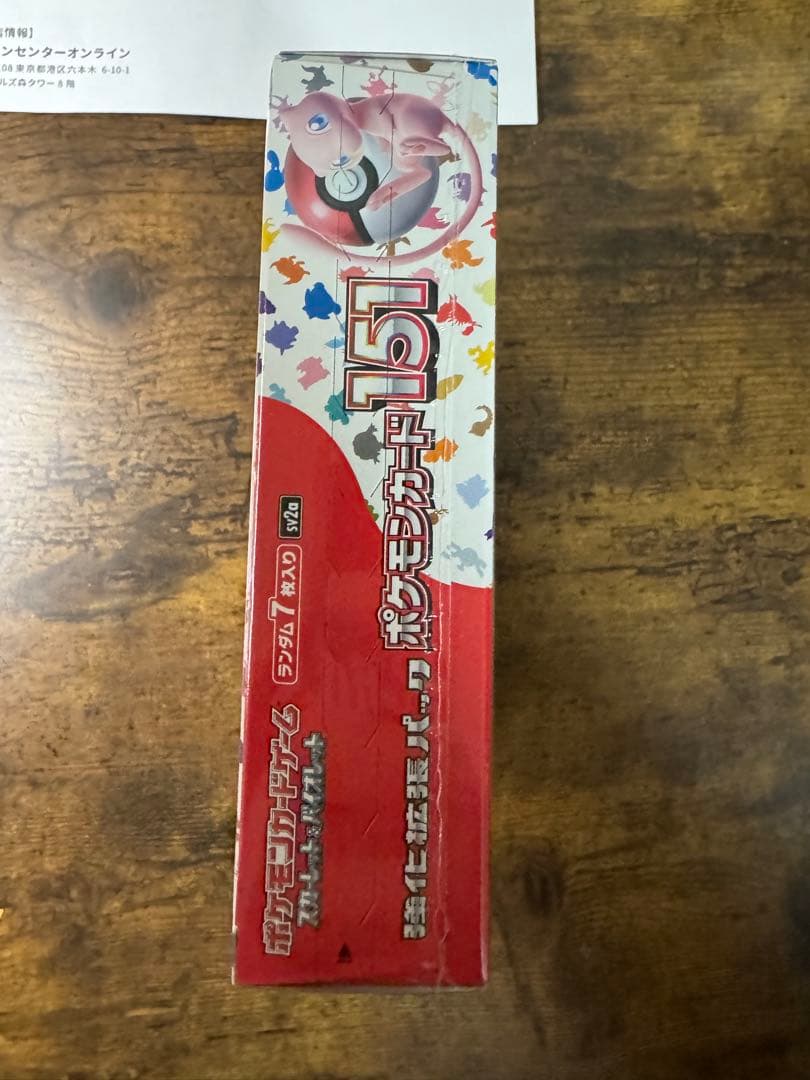 情報】
ンセンターオンライン
08 東京都港区六本木 6-10-1
ルズ森タワー 8 階
ポケモンカードゲーム
スカーレット&バイオレット
ランダム7枚入り
sv2a
強化拡張パック
ポケモンカード151